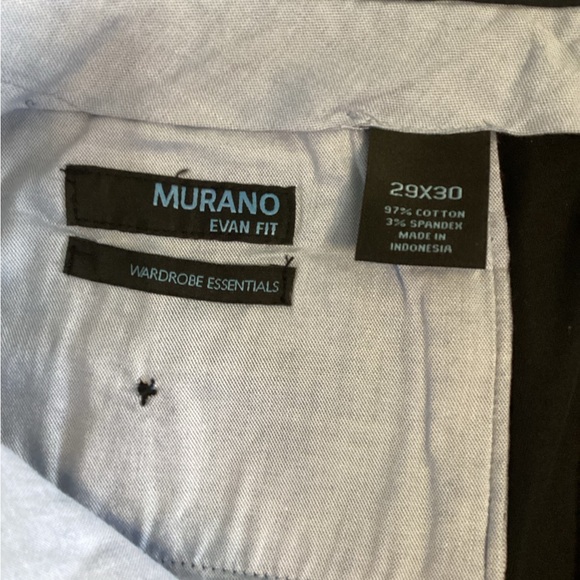 MURANO
EVAN FIT
WARDROBE ESSENTIALS
29X30
97% COTTON
3% SPANDEX
MADE IN
INDONESIA